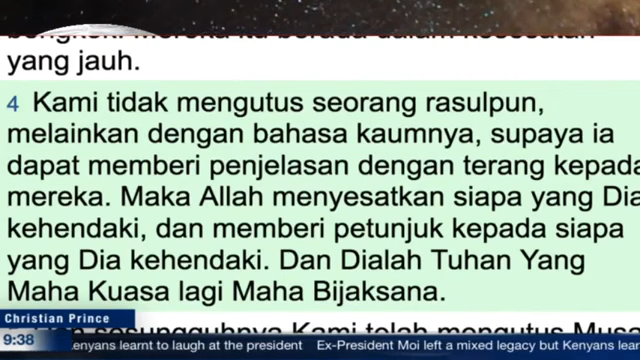 yang jauh.
4 Kami tidak mengutus seorang rasulpun,
melainkan dengan bahasa kaumnya, supaya ia
dapat memberi penjelasan dengan terang kepada
mereka. Maka Allah menyesatkan siapa yang Dia
kehendaki, dan memberi petunjuk kepada siapa
yang Dia kehendaki. Dan Dialah Tuhan Yang
Maha Kuasa lagi Maha Bijaksana.
Christian Prince
sesungguhnya Kami telah mengutus Musa
9:38 Kenyans learnt to laugh at the president Ex-President Moi left a mixed legacy but Kenyans lear